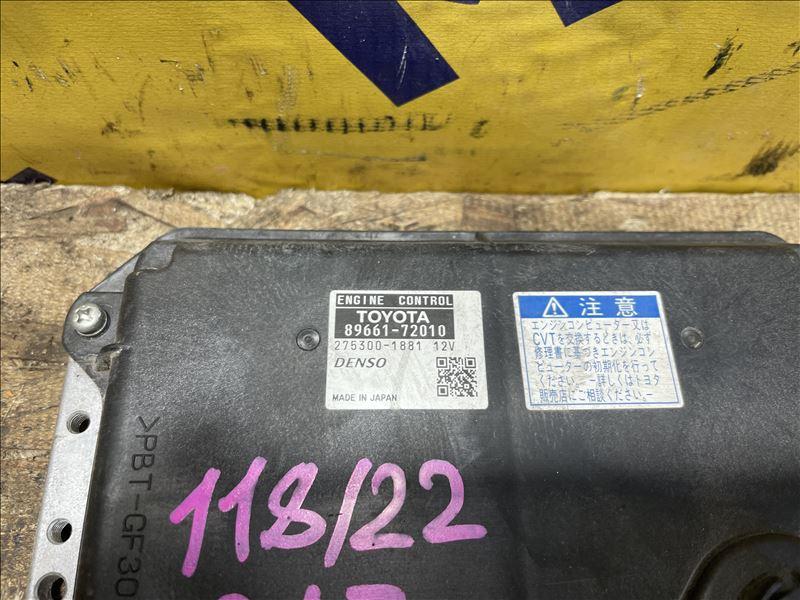 ENGINE CONTROL
TOYOTA
89661-72010
275300-1881 12V
DENSO
MADE IN JAPAN
注意
エンジンコンピューター又は
CVTを交換するときは、必ず
修理書に基づきエンジンコン
ピューターの初期化を行って
ください。－詳しくはトヨタ
販売店にご相談ください。－
>PBT-GF30
118/22